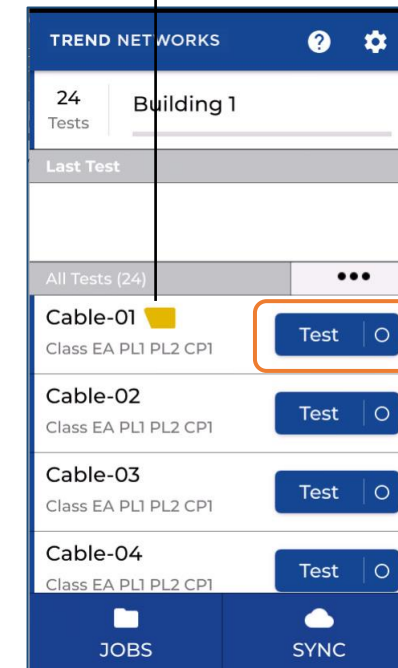 TREND NETWORKS ?
24 Building 1
Tests
Last Test
All Tests (24) •••
Cable-01
Class EA PL1 PL2 CP1
Test
Cable-02
Class EA PL1 PL2 CP1
Test
Cable-03
Class EA PL1 PL2 CP1
Test
Cable-04
Class EA PL1 PL2 CP1
Test
JOBS SYNC